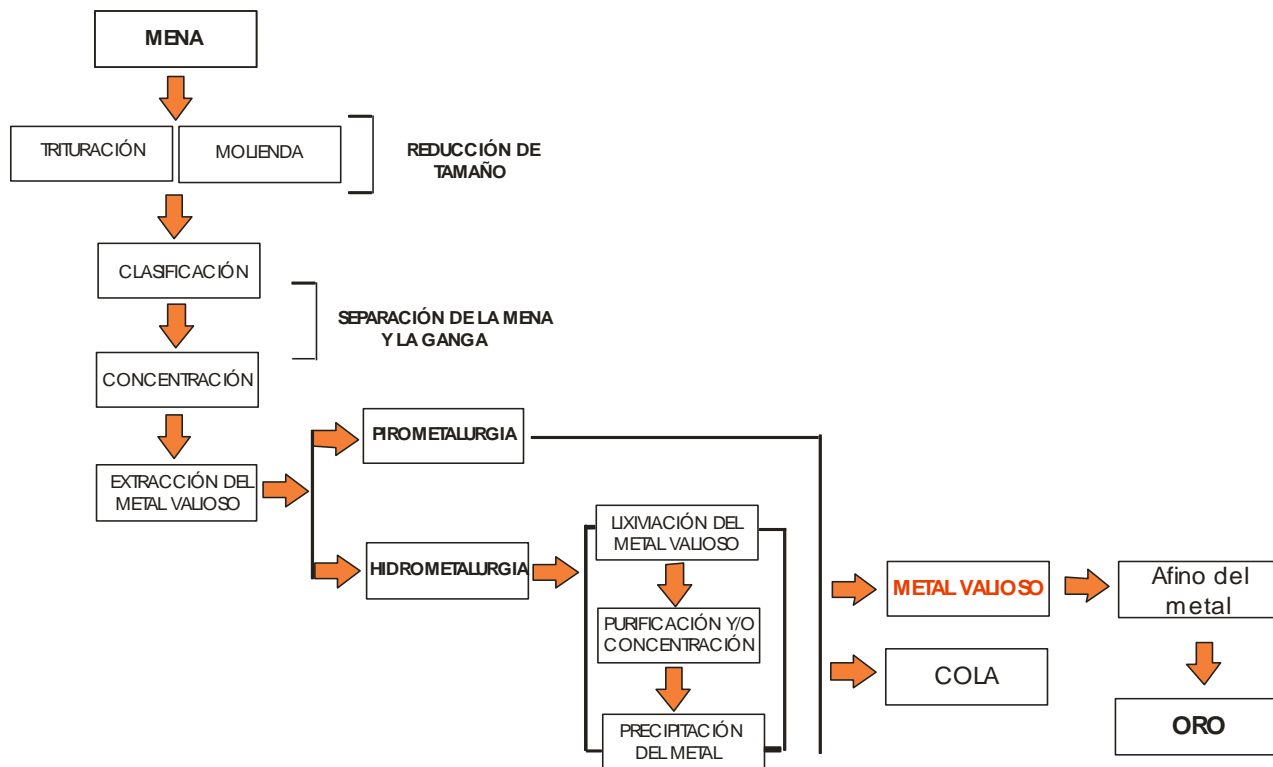 MENA
TRITURACIÓN
MOLIENDA
REDUCCIÓN DE
TAMAÑO
CLASIFICACIÓN
SEPARACIÓN DE LA MENA
Y LA GANGA
CONCENTRACIÓN
PIROMETALURGIA
EXTRACCIÓN DEL
METAL VALIOSO
HIDROMETALURGIA
LIXIVIACIÓN DEL
METAL VALIOSO
PURIFICACIÓN Y/O
CONCENTRACIÓN
PRECIPITACIÓN
DEL METAL
METAL VALIOSO
Afino del
metal
COLA
ORO